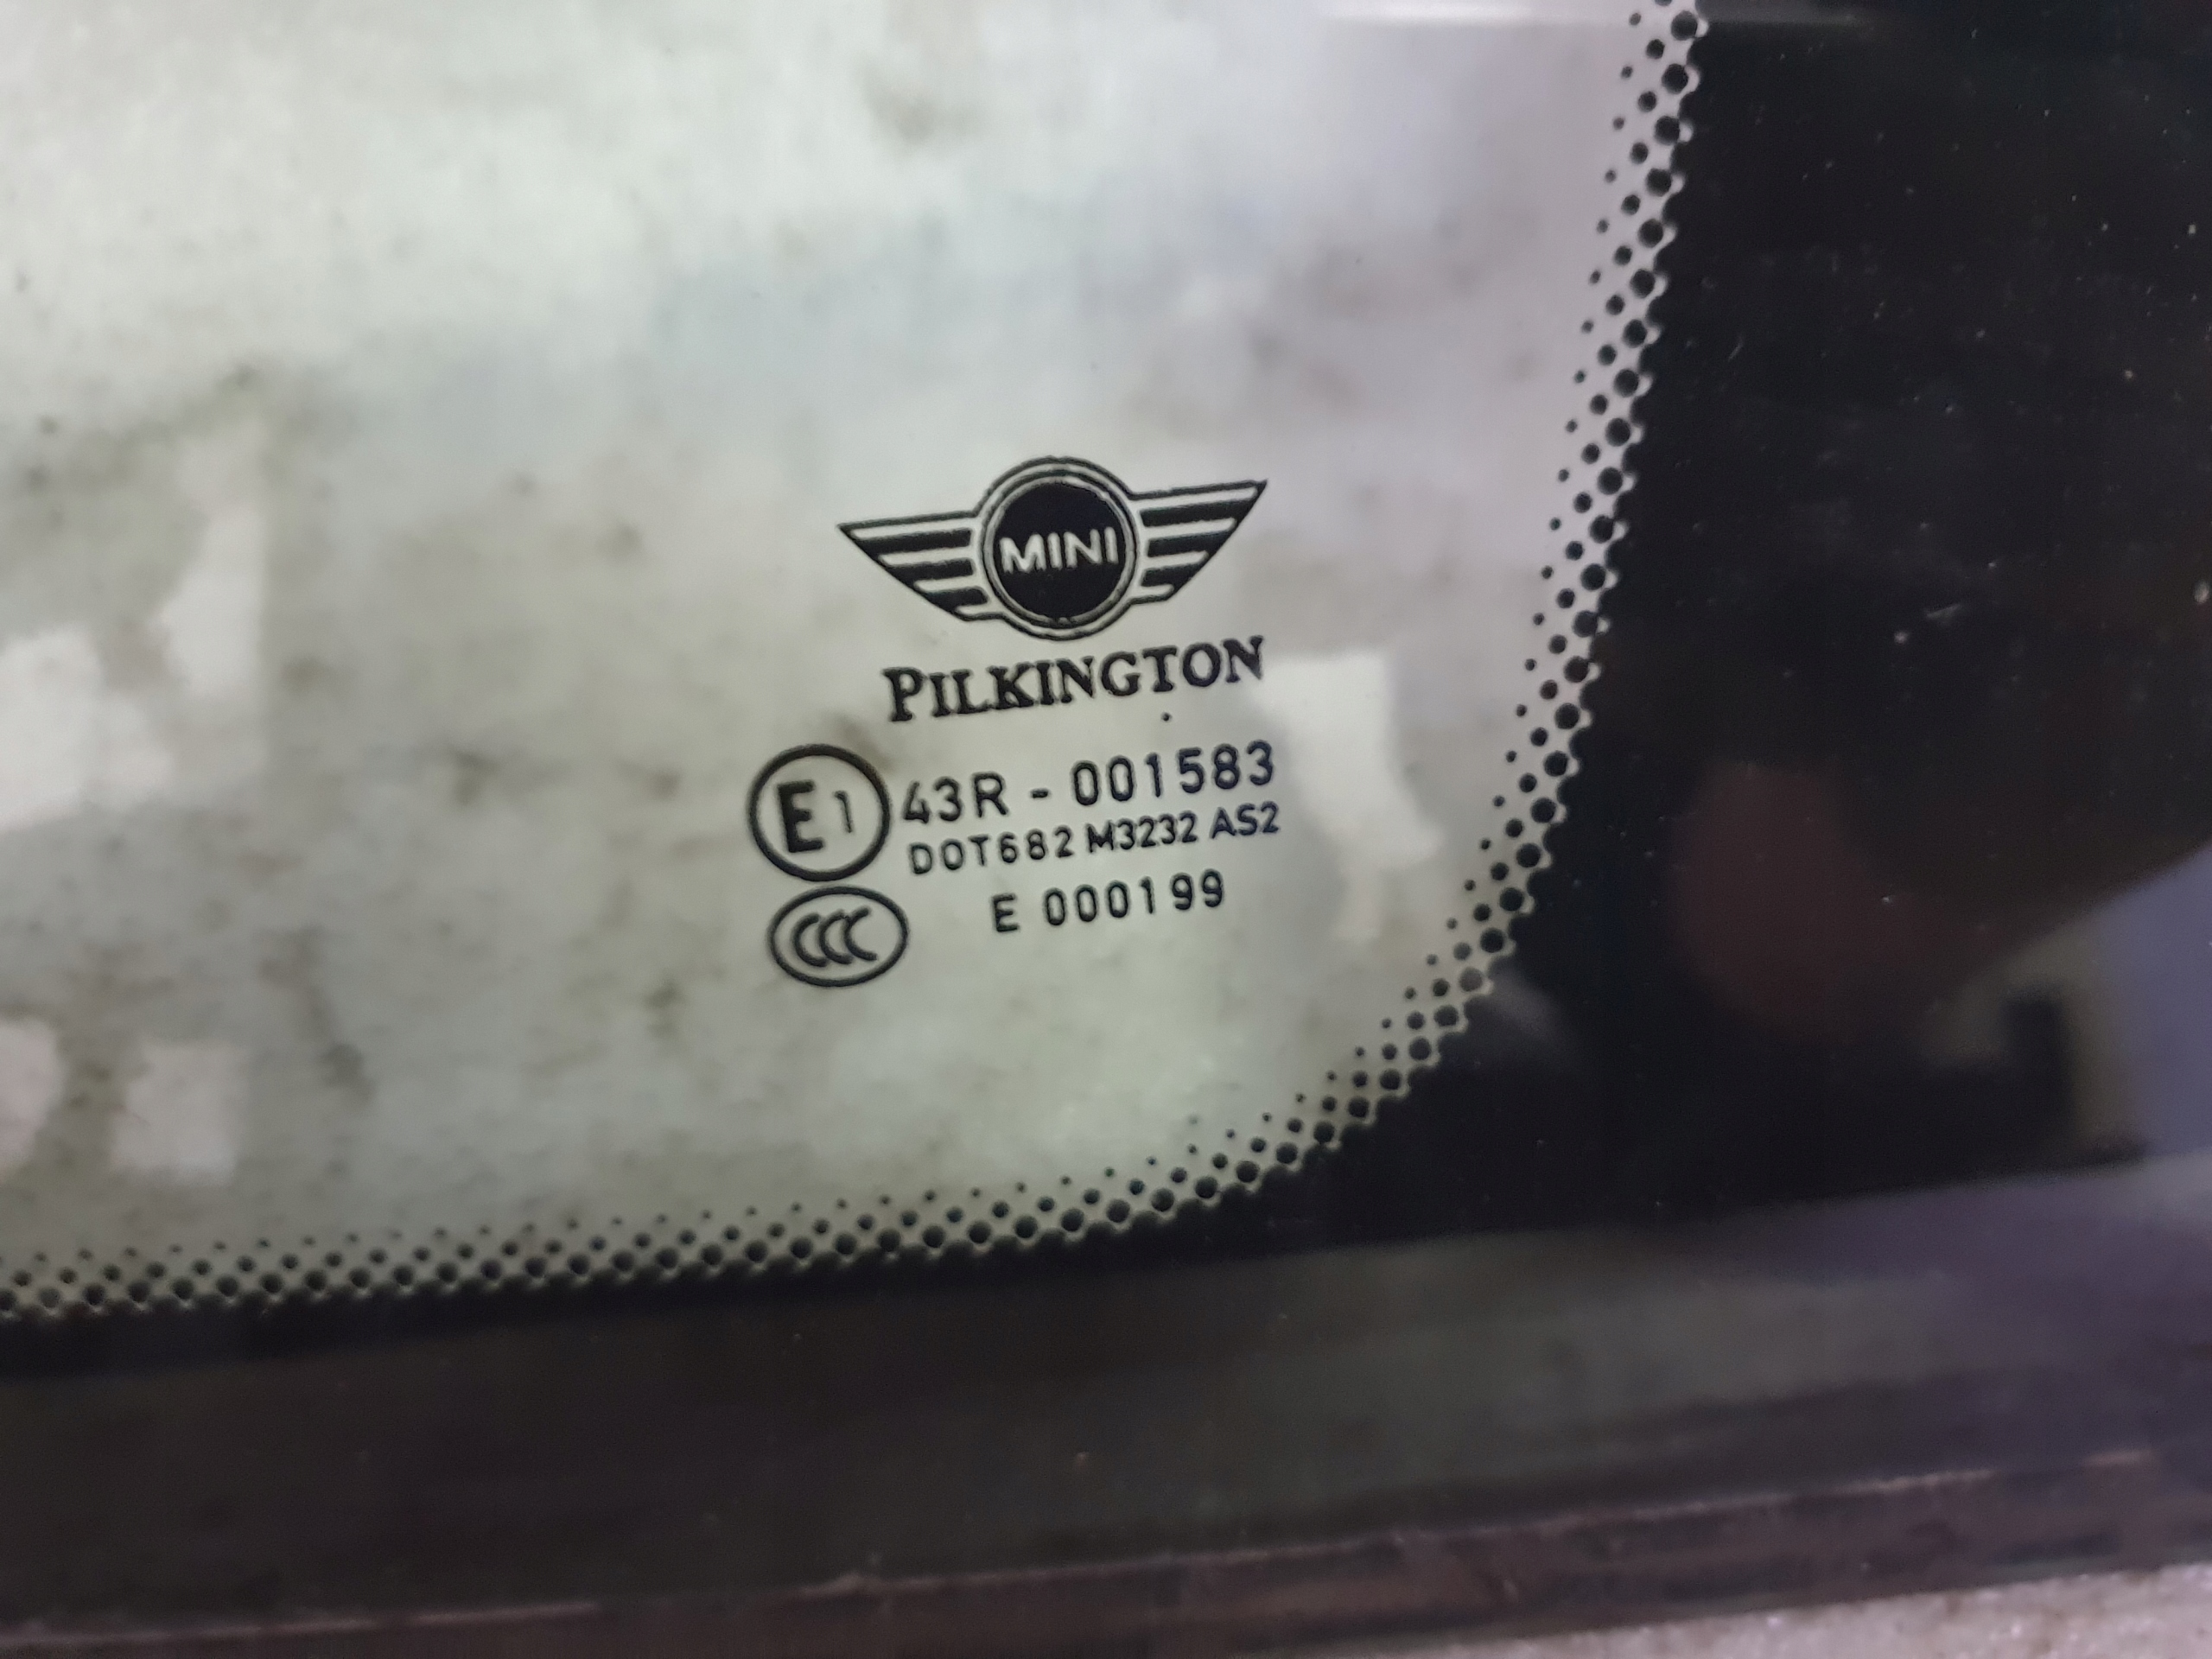 MINI
PILKINGTON
E1 43R - 001583
DOT682 M3232 AS2
CCC E 000199